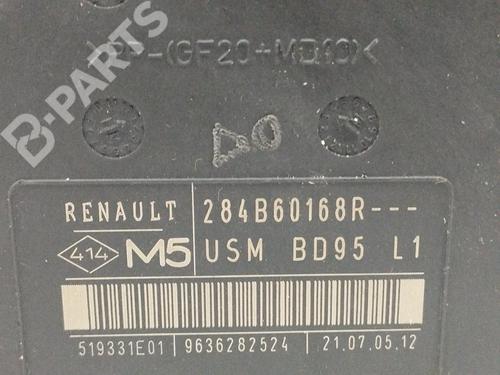 >PP-(GF20+MD10)<
B-PARTS
DO
RENAULT 284B60168R---
414 M5 USM BD95 L1
519331E01 9636282524 21.07.05.12